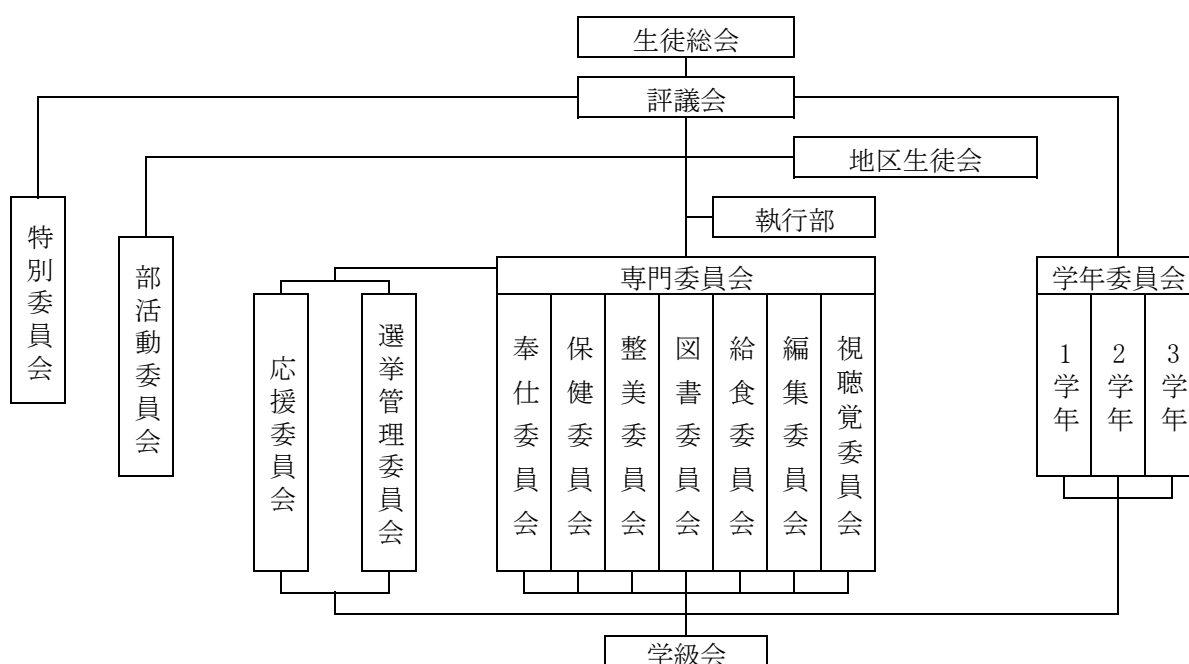 生徒総会
評議会
地区生徒会
執行部
特別委員会
部活動委員会
応援委員会
選挙管理委員会
専門委員会
奉仕委員会
保健委員会
整美委員会
図書委員会
給食委員会
編集委員会
視聴覚委員会
学年委員会
1学年
2学年
3学年
学級会